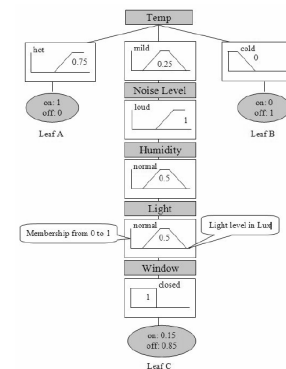 Temp
hot
0.75
mild
0.25
cold
0
on: 1
off: 0
Leaf A
Noise Level
loud
1
on: 0
off: 1
Leaf B
Humidity
normal
0.5
Light
normal
0.5
Membership from 0 to 1
Light level in Lux
Window
closed
1
on: 0.15
off: 0.85
Leaf C